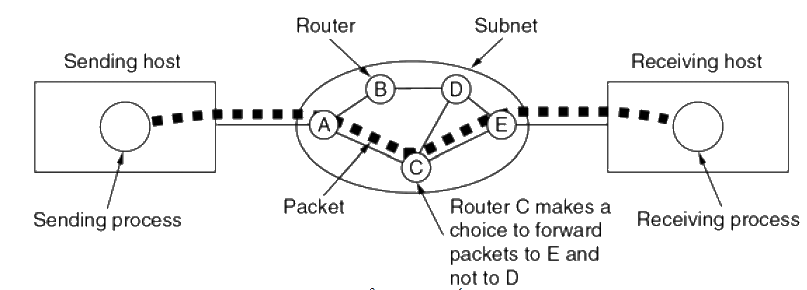 Router
Subnet
Sending host
Receiving host
B
D
A
E
C
Packet
Sending process
Router C makes a
choice to forward
packets to E and
not to D
Receiving process